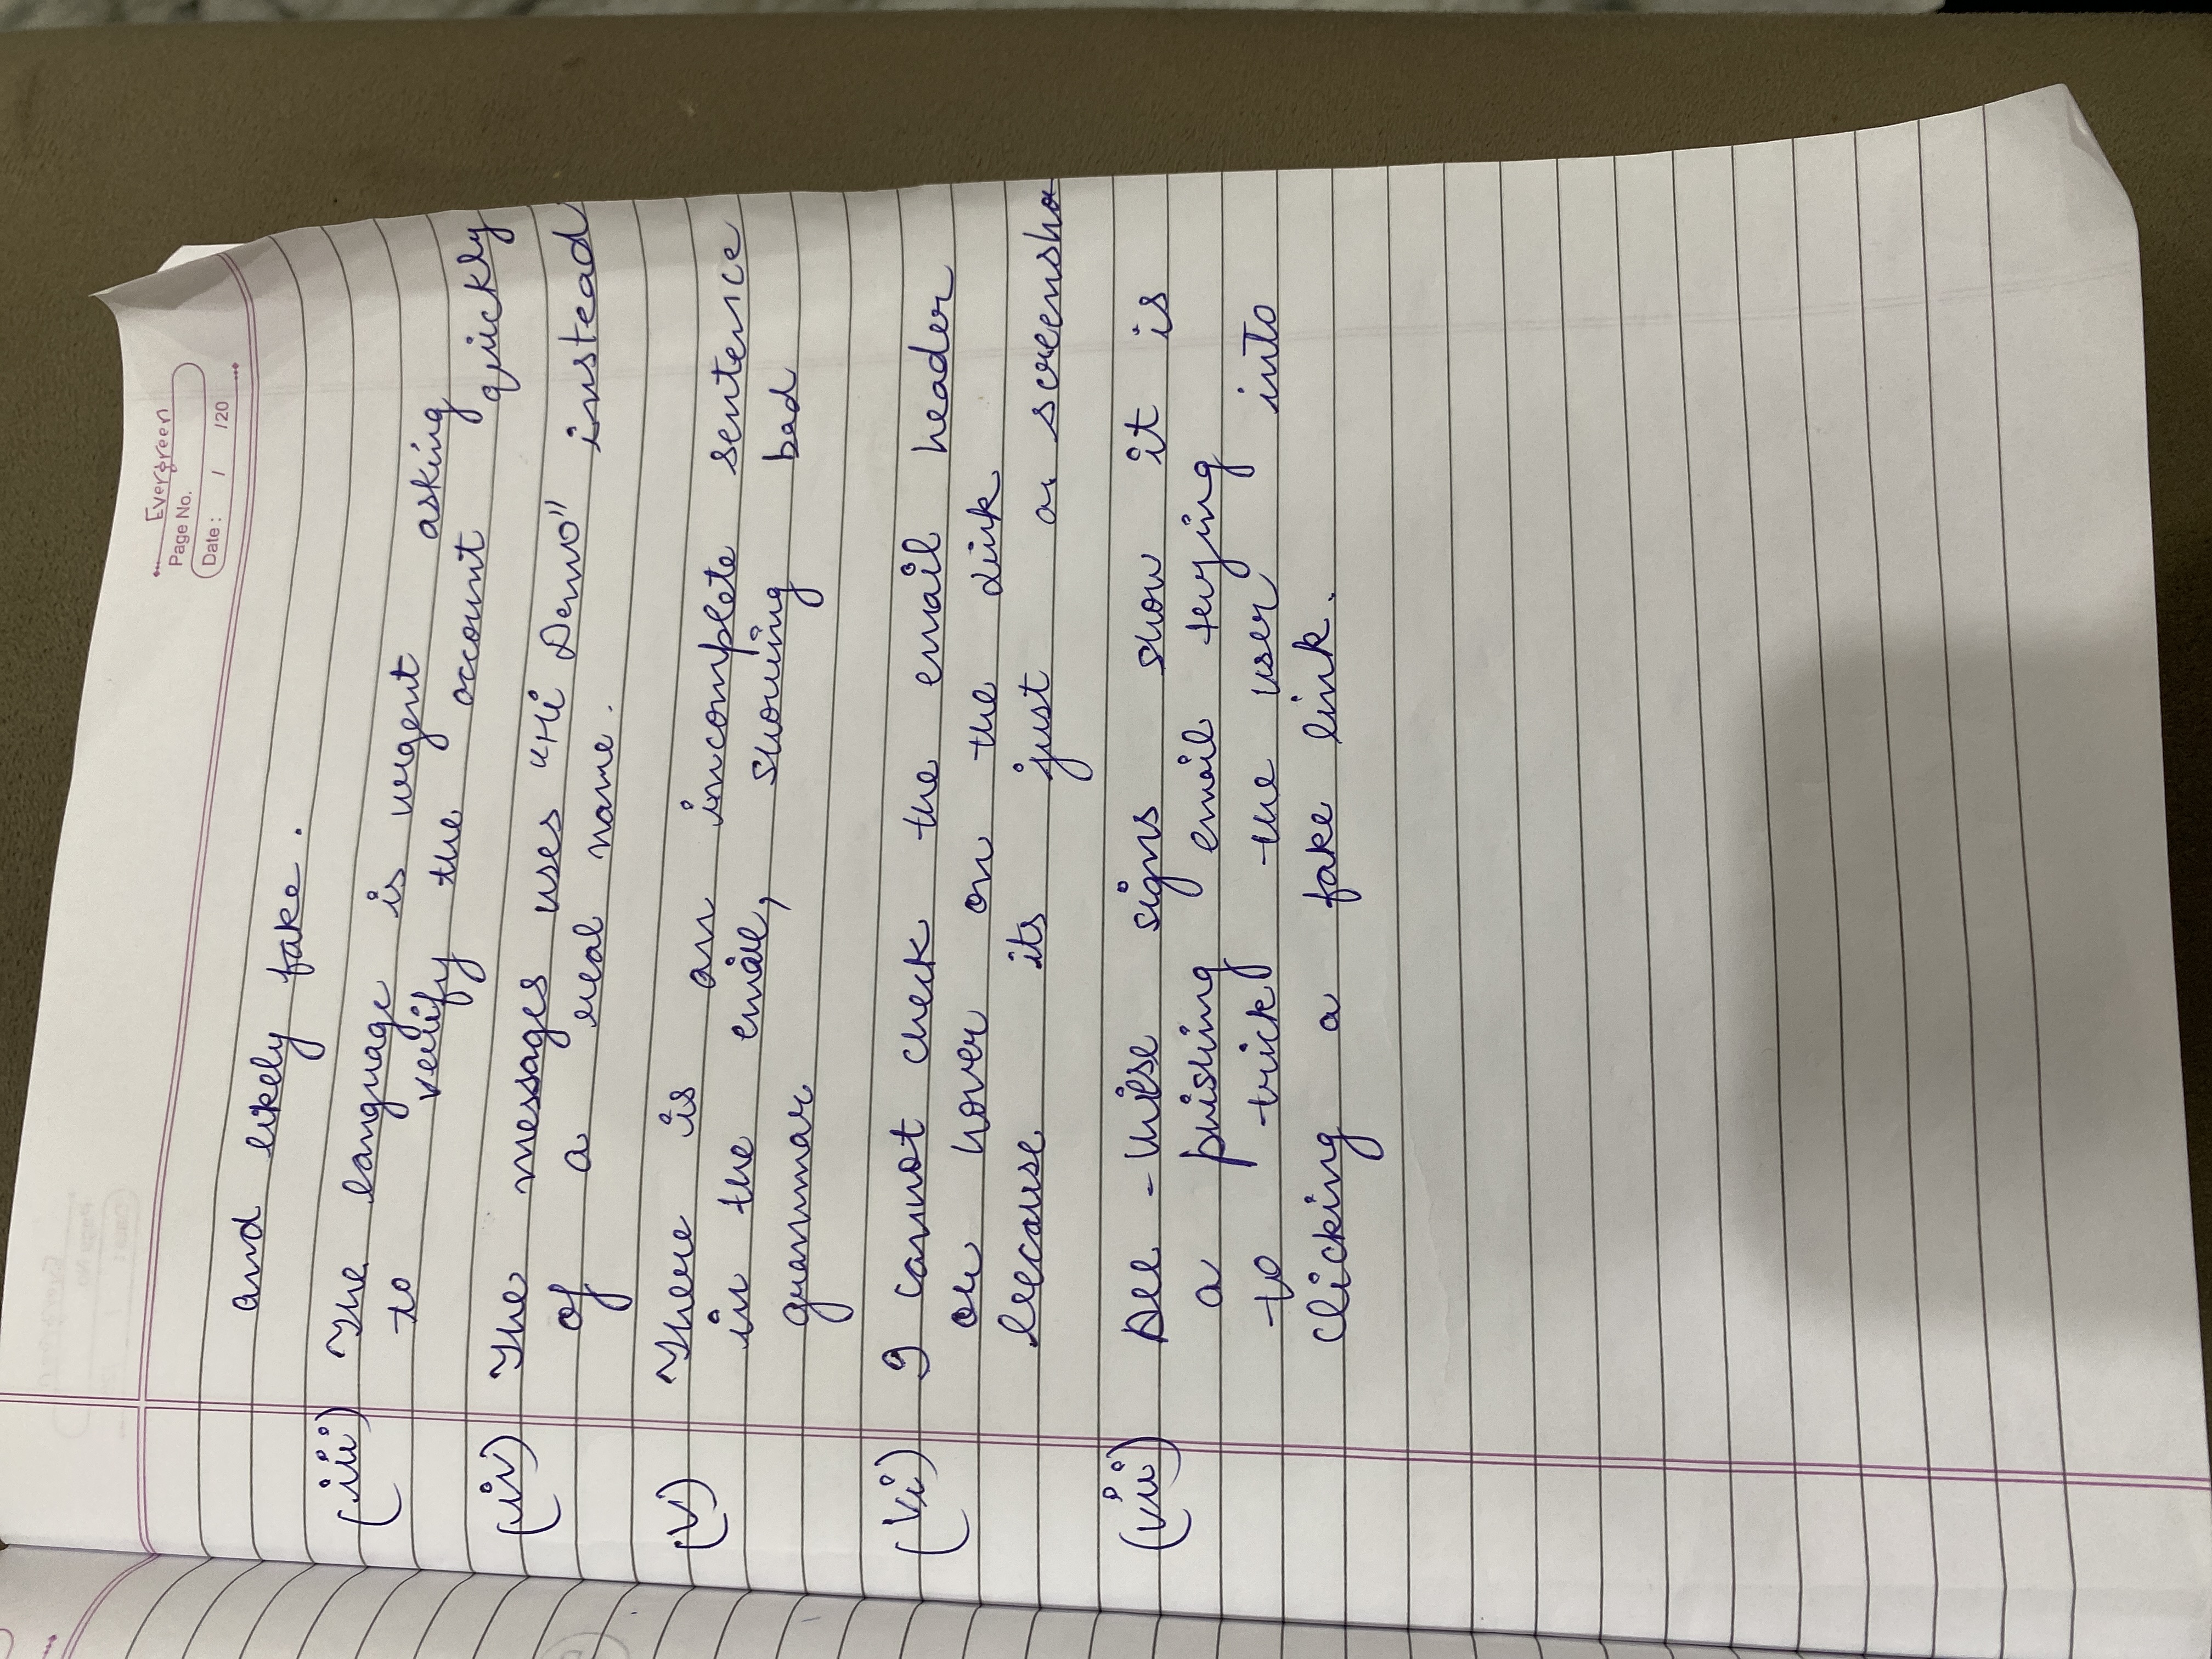 Evergreen
Page No.
Date : / /20
and likely fake.
(iii) The language is urgent asking
to verify the account quickly
(iv) The messages uses "Hi Demo" instead
of a real name.
(v) There is an incomplete sentence
in the email, showing bad
grammar
(vi) I cannot check the email header
or hover on the link
because its just a screensho
(vii) All these signs show it is
a phishing email trying
to trick the user into
clicking a fake link.